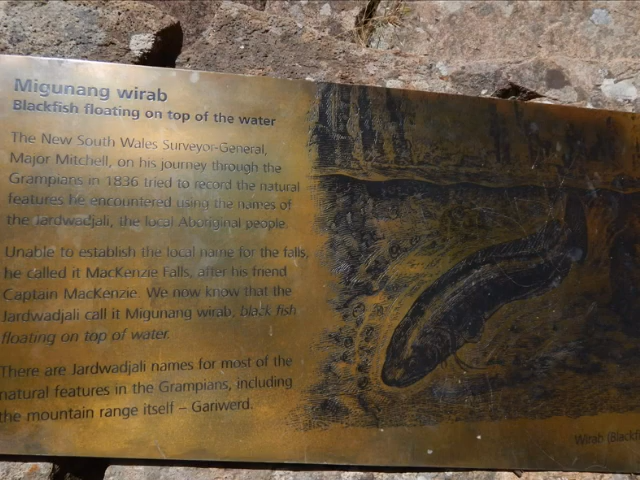 Migunang wirab
Blackfish floating on top of the water
The New South Wales Surveyor-General,
Major Mitchell, on his journey through the
Grampians in 1836 tried to record the natural
features he encountered using the names of
the Jardwadjali, the local Aboriginal people.
Unable to establish the local name for the falls,
he called it MacKenzie Falls, after his friend
Captain MacKenzie. We now know that the
Jardwadjali call it Migunang wirab, black fish
floating on top of water.
There are Jardwadjali names for most of the
natural features in the Grampians, including
the mountain range itself – Gariwerd.
Wirab